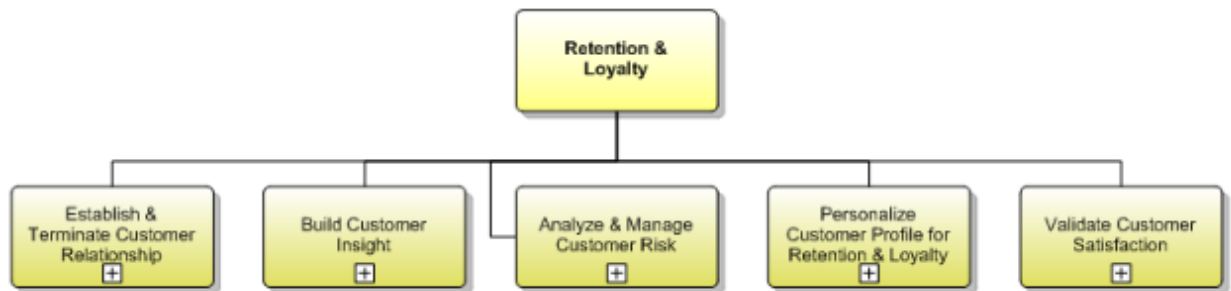 Retention &
Loyalty
Establish &
Terminate Customer
Relationship
Build Customer
Insight
Analyze & Manage
Customer Risk
Personalize
Customer Profile for
Retention & Loyalty
Validate Customer
Satisfaction